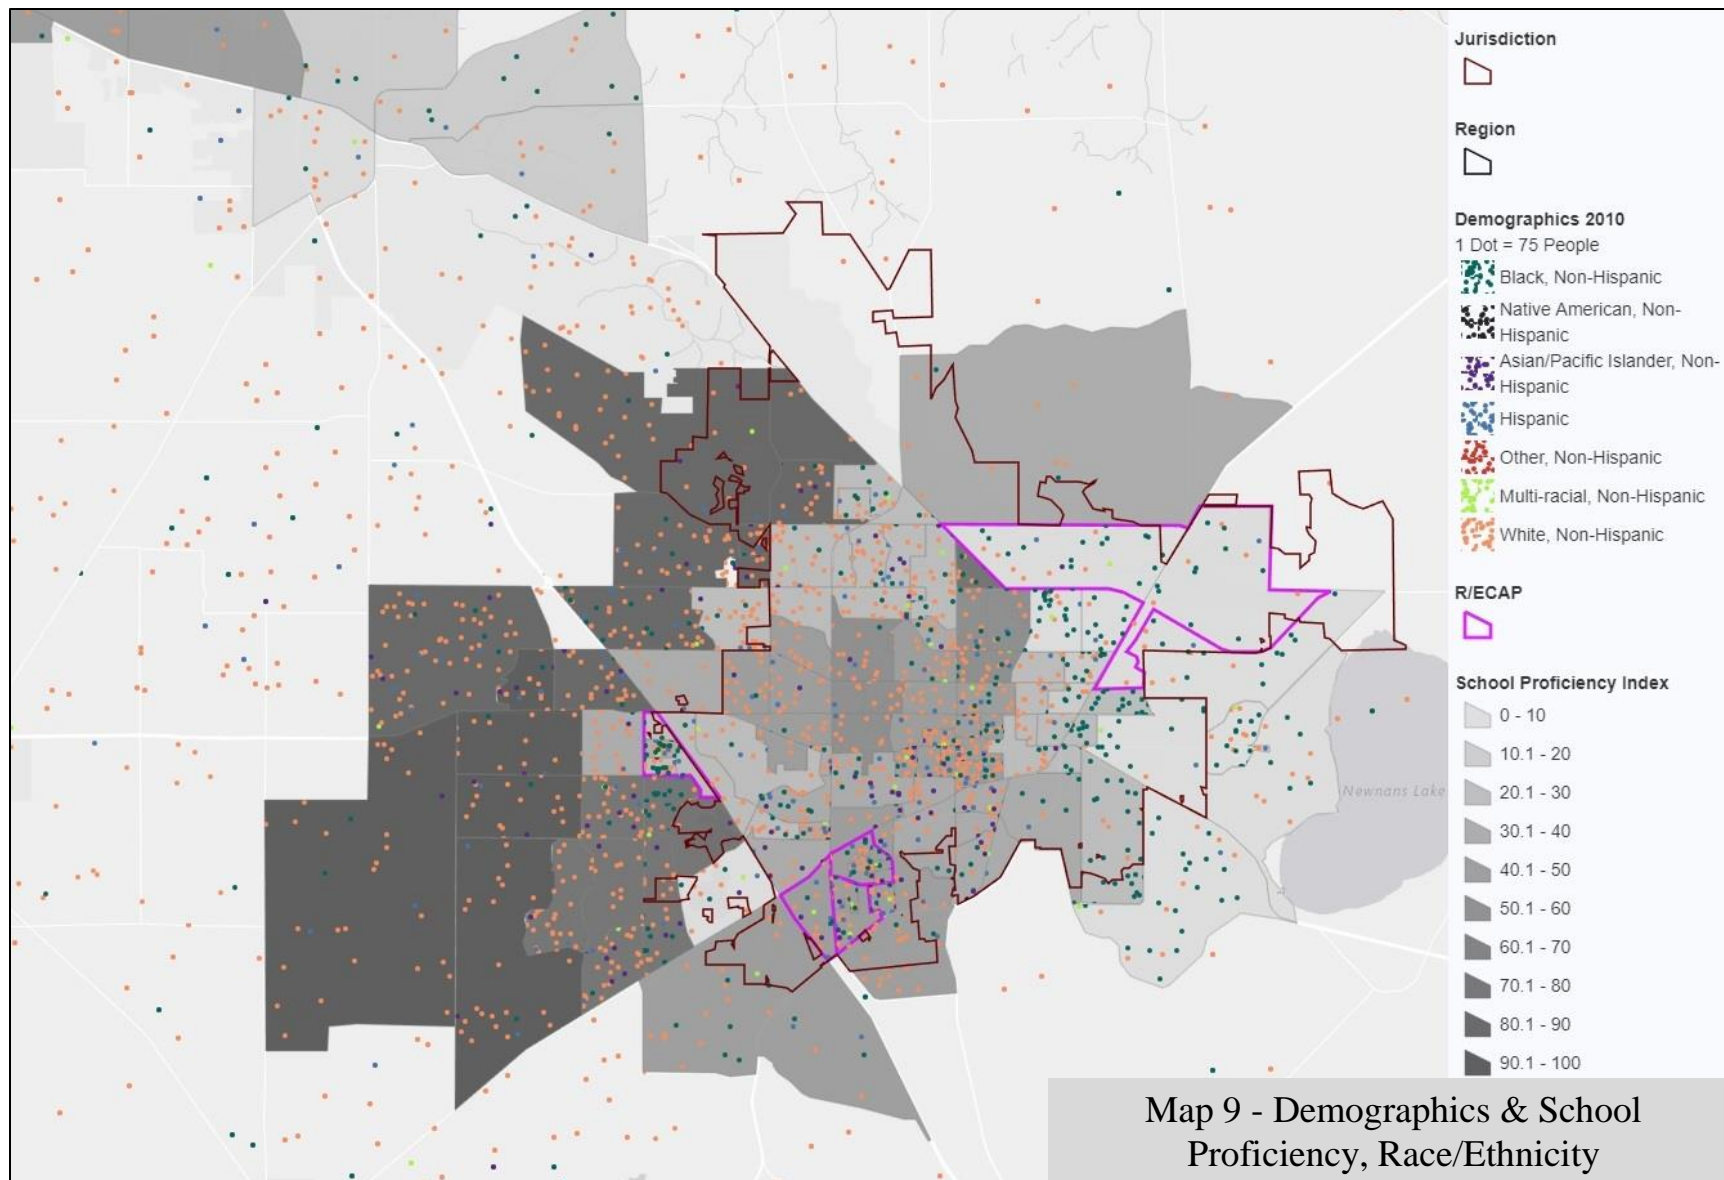 Jurisdiction
Region
Demographics 2010
1 Dot = 75 People
Black, Non-Hispanic
Native American, Non-
Hispanic
Asian/Pacific Islander, Non-
Hispanic
Hispanic
Other, Non-Hispanic
Multi-racial, Non-Hispanic
White, Non-Hispanic
R/ECAP
School Proficiency Index
0 - 10
10.1 - 20
20.1 - 30
30.1 - 40
40.1 - 50
50.1 - 60
60.1 - 70
70.1 - 80
80.1 - 90
90.1 - 100
Newnans Lake
Map 9 - Demographics & School
Proficiency, Race/Ethnicity